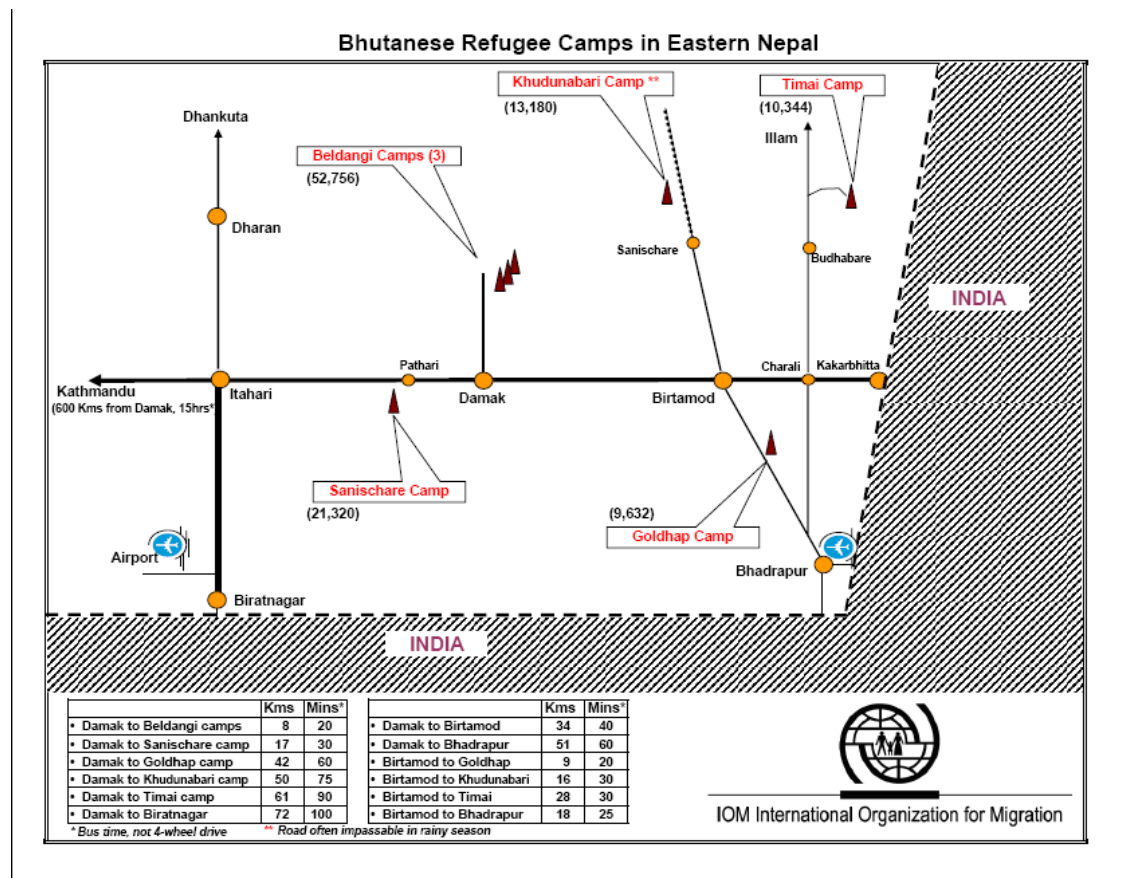 Bhutanese Refugee Camps in Eastern Nepal
Khudunabari Camp **
(13,180)
Timai Camp
(10,344)
Illam
Dhankuta
Beldangi Camps (3)
(52,756)
Dharan
Sanischare
Budhabare
INDIA
Kathmandu
(600 Kms from Damak, 15hrs*
Itahari
Pathari
Damak
Birtamod
Charali
Kakarbhitta
Sanischare Camp
(21,320)
(9,632)
Goldhap Camp
Airport
Bhadrapur
Biratnagar
INDIA
Kms Mins*
• Damak to Beldangi camps 8 20
• Damak to Sanischare camp 17 30
• Damak to Goldhap camp 42 60
• Damak to Khudunabari camp 50 75
• Damak to Timai camp 61 90
• Damak to Biratnagar 72 100
Kms Mins*
• Damak to Birtamod 34 40
• Damak to Bhadrapur 51 60
• Birtamod to Goldhap 9 20
• Birtamod to Khudunabari 16 30
• Birtamod to Timai 28 30
• Birtamod to Bhadrapur 18 25
* Bus time, not 4-wheel drive
** Road often impassable in rainy season
IOM International Organization for Migration